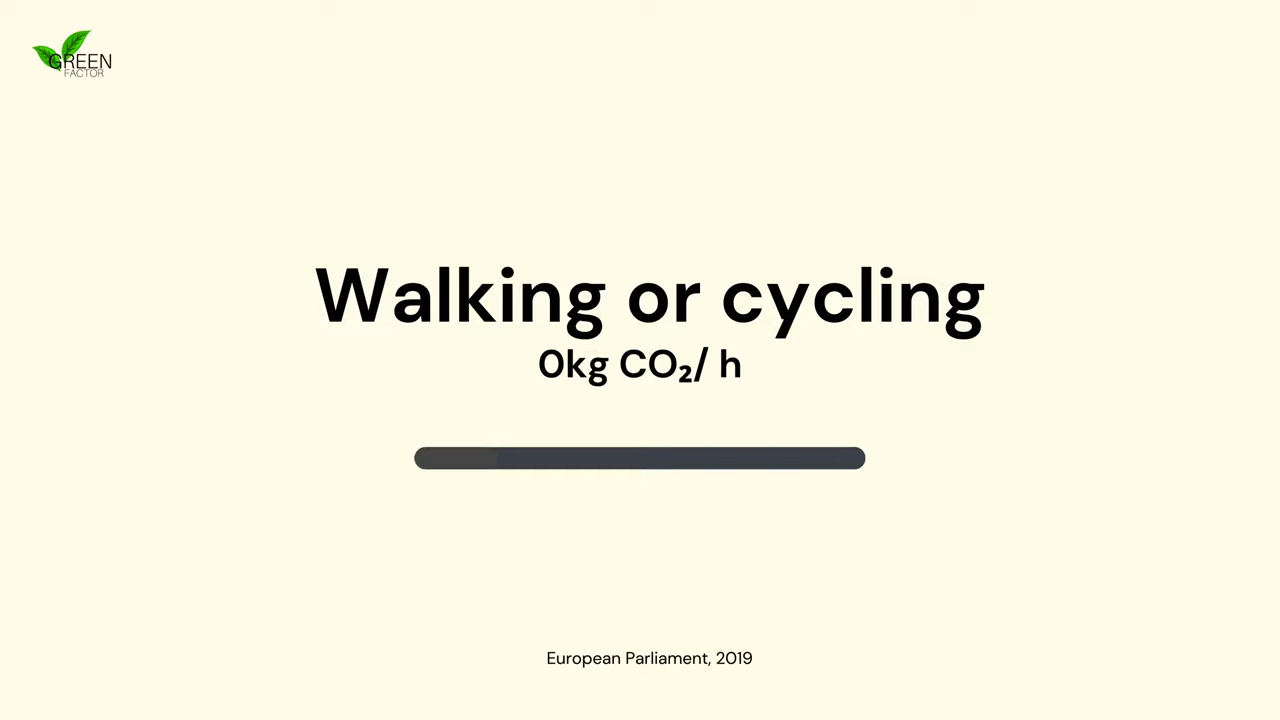 GREEN
FACTOR
Walking or cycling
0kg CO₂/ h
European Parliament, 2019